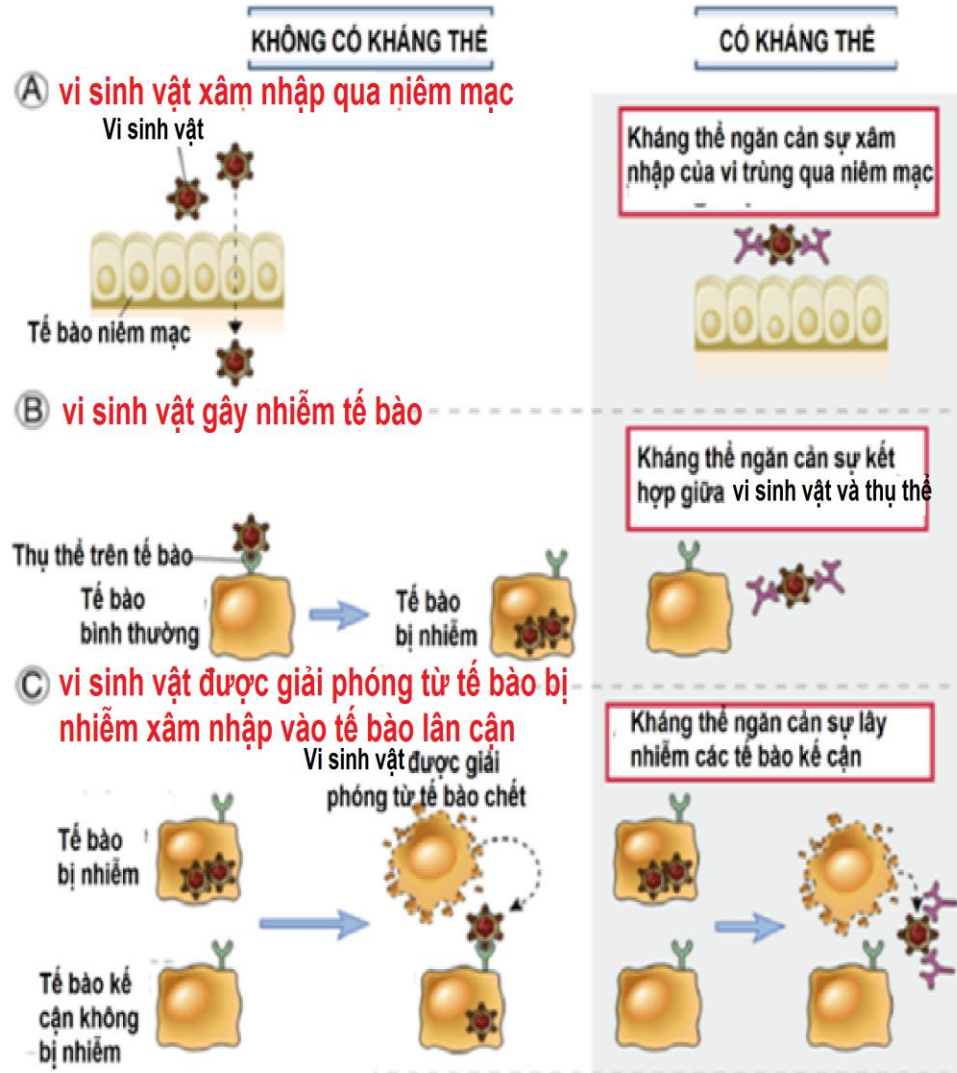 KHÔNG CÓ KHÁNG THỂ
CÓ KHÁNG THỂ
A vi sinh vật xâm nhập qua niêm mạc
Vi sinh vật
Tế bào niêm mạc
Kháng thể ngăn cản sự xâm
nhập của vi trùng qua niêm mạc
B vi sinh vật gây nhiễm tế bào
Thụ thể trên tế bào
Tế bào
bình thường
Tế bào
bị nhiễm
Kháng thể ngăn cản sự kết
hợp giữa vi sinh vật và thụ thể
C vi sinh vật được giải phóng từ tế bào bị
nhiễm xâm nhập vào tế bào lân cận
Vi sinh vật được giải
phóng từ tế bào chết
Tế bào
bị nhiễm
Tế bào kế
cận không
bị nhiễm
Kháng thể ngăn cản sự lây
nhiễm các tế bào kế cận